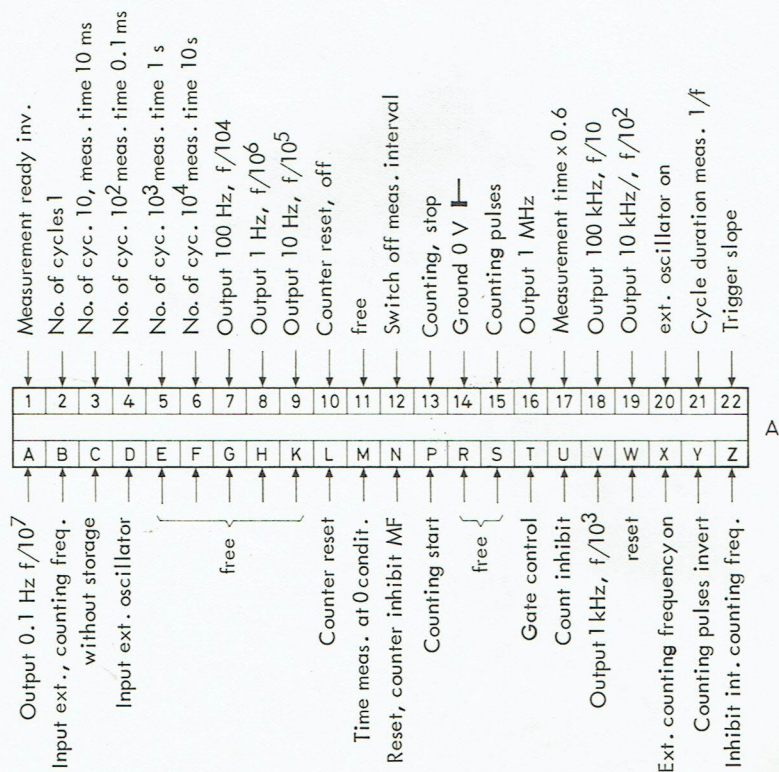 Measurement ready inv.
No. of cycles 1
No. of cyc. 10, meas. time 10 ms
No. of cyc. 10² meas. time 0.1 ms
No. of cyc. 10³ meas. time 1 s
No. of cyc. 10⁴ meas. time 10 s
Output 100 Hz, f/104
Output 1 Hz, f/10⁶
Output 10 Hz, f/10⁵
Counter reset, off
free
Switch off meas. interval
Counting, stop
Ground 0 V
Counting pulses
Output 1 MHz
Measurement time x 0.6
Output 100 kHz, f/10
Output 10 kHz/, f/10²
ext. oscillator on
Cycle duration meas. 1/f
Trigger slope
1 2 3 4 5 6 7 8 9 10 11 12 13 14 15 16 17 18 19 20 21 22
A B C D E F G H K L M N P R S T U V W X Y Z
A
Output 0.1 Hz f/10⁷
Input ext., counting freq.
without storage
Input ext. oscillator
free
Counter reset
Time meas. at 0 condit.
Reset, counter inhibit MF
Counting start
free
Gate control
Count inhibit
Output 1 kHz, f/10³
reset
Ext. counting frequency on
Counting pulses invert
Inhibit int. counting freq.